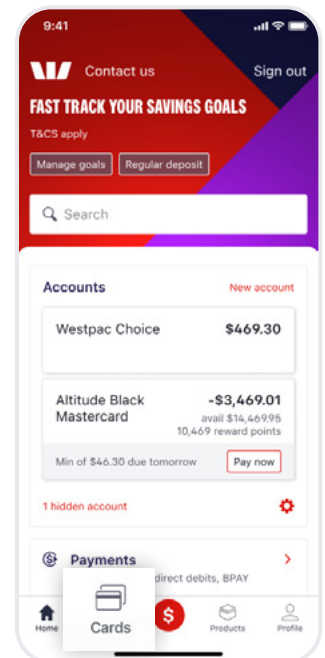 9:41
Contact us
Sign out
FAST TRACK YOUR SAVINGS GOALS
T&CS apply
Manage goals
Regular deposit
Search
Accounts
New account
Westpac Choice
$469.30
Altitude Black
Mastercard
-$3,469.01
avail $14,469.95
10,469 reward points
Min of $46.30 due tomorrow
Pay now
1 hidden account
Payments
direct debits, BPAY
Home
Cards
$
Products
Profile